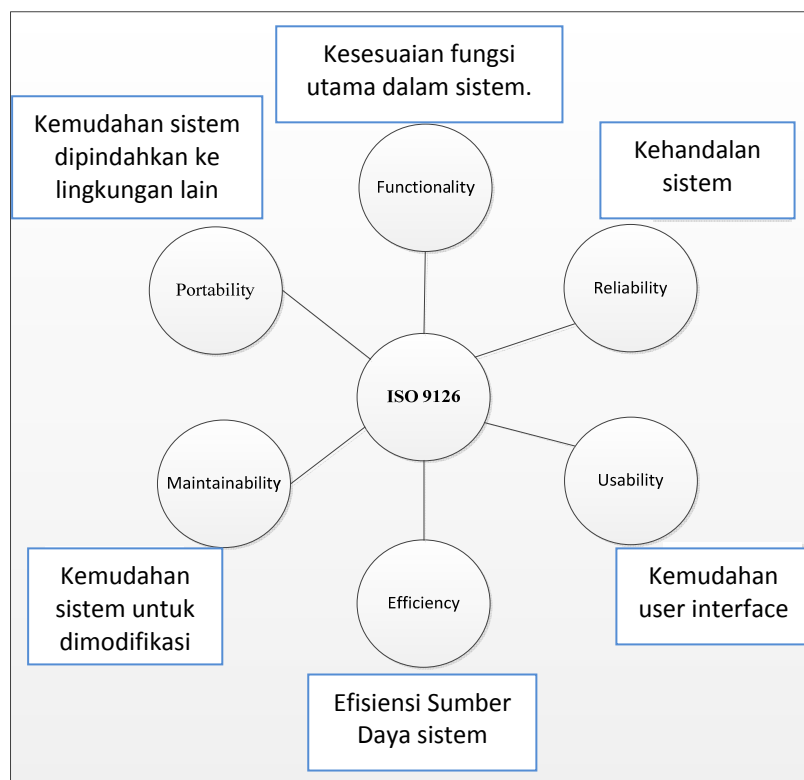 Kesesuaian fungsi
utama dalam sistem.
Kemudahan sistem
dipindahkan ke
lingkungan lain
Kehandalan
sistem
Functionality
Portability
Reliability
ISO 9126
Maintainability
Usability
Kemudahan
sistem untuk
dimodifikasi
Efficiency
Kemudahan
user interface
Efisiensi Sumber
Daya sistem